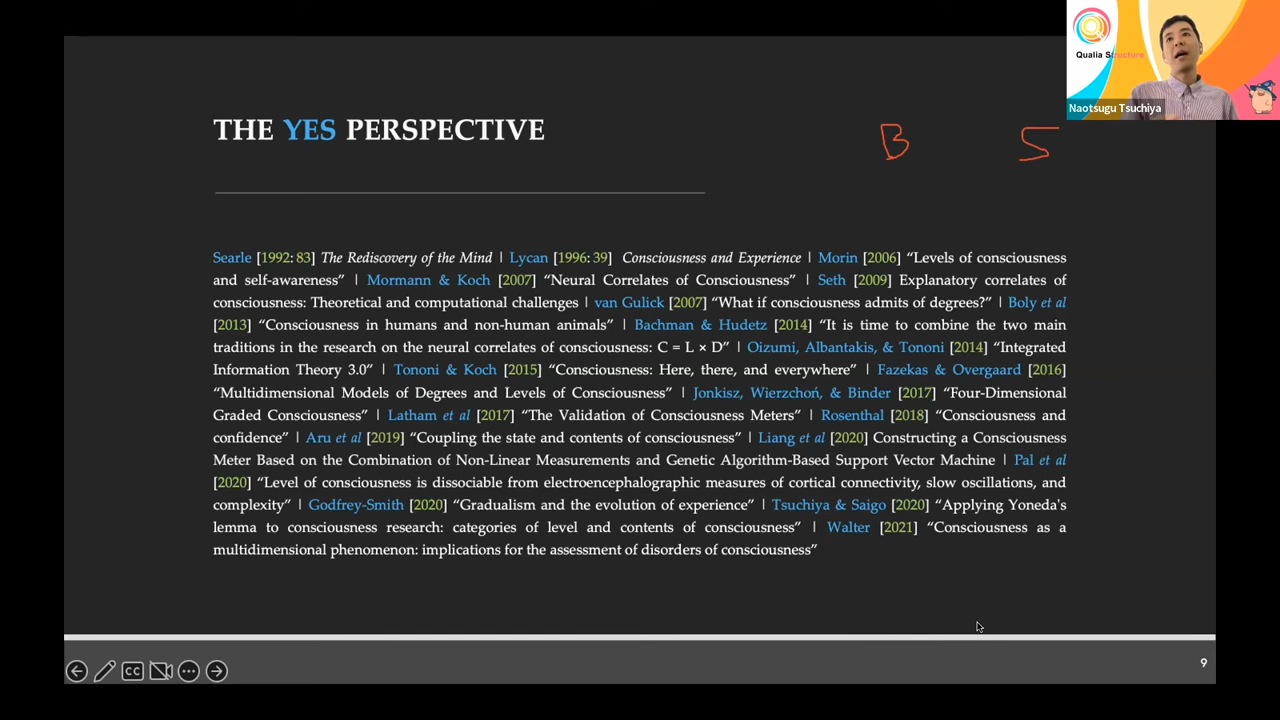 Qualia Structure
Naotsugu Tsuchiya
THE YES PERSPECTIVE
B 5
Searle [1992: 83] The Rediscovery of the Mind | Lycan [1996: 39] Consciousness and Experience | Morin [2006] “Levels of consciousness
and self-awareness” | Mormann & Koch [2007] “Neural Correlates of Consciousness” | Seth [2009] Explanatory correlates of
consciousness: Theoretical and computational challenges | van Gulick [2007] “What if consciousness admits of degrees?” | Boly et al
[2013] “Consciousness in humans and non-human animals” | Bachman & Hudetz [2014] “It is time to combine the two main
traditions in the research on the neural correlates of consciousness: C = L × D” | Oizumi, Albantakis, & Tononi [2014] “Integrated
Information Theory 3.0” | Tononi & Koch [2015] “Consciousness: Here, there, and everywhere” | Fazekas & Overgaard [2016]
“Multidimensional Models of Degrees and Levels of Consciousness” | Jonkisz, Wierzchoń, & Binder [2017] “Four-Dimensional
Graded Consciousness” | Latham et al [2017] “The Validation of Consciousness Meters” | Rosenthal [2018] “Consciousness and
confidence” | Aru et al [2019] “Coupling the state and contents of consciousness” | Liang et al [2020] Constructing a Consciousness
Meter Based on the Combination of Non-Linear Measurements and Genetic Algorithm-Based Support Vector Machine | Pal et al
[2020] “Level of consciousness is dissociable from electroencephalographic measures of cortical connectivity, slow oscillations, and
complexity” | Godfrey-Smith [2020] “Gradualism and the evolution of experience” | Tsuchiya & Saigo [2020] “Applying Yoneda's
lemma to consciousness research: categories of level and contents of consciousness” | Walter [2021] “Consciousness as a
multidimensional phenomenon: implications for the assessment of disorders of consciousness”
CC
9